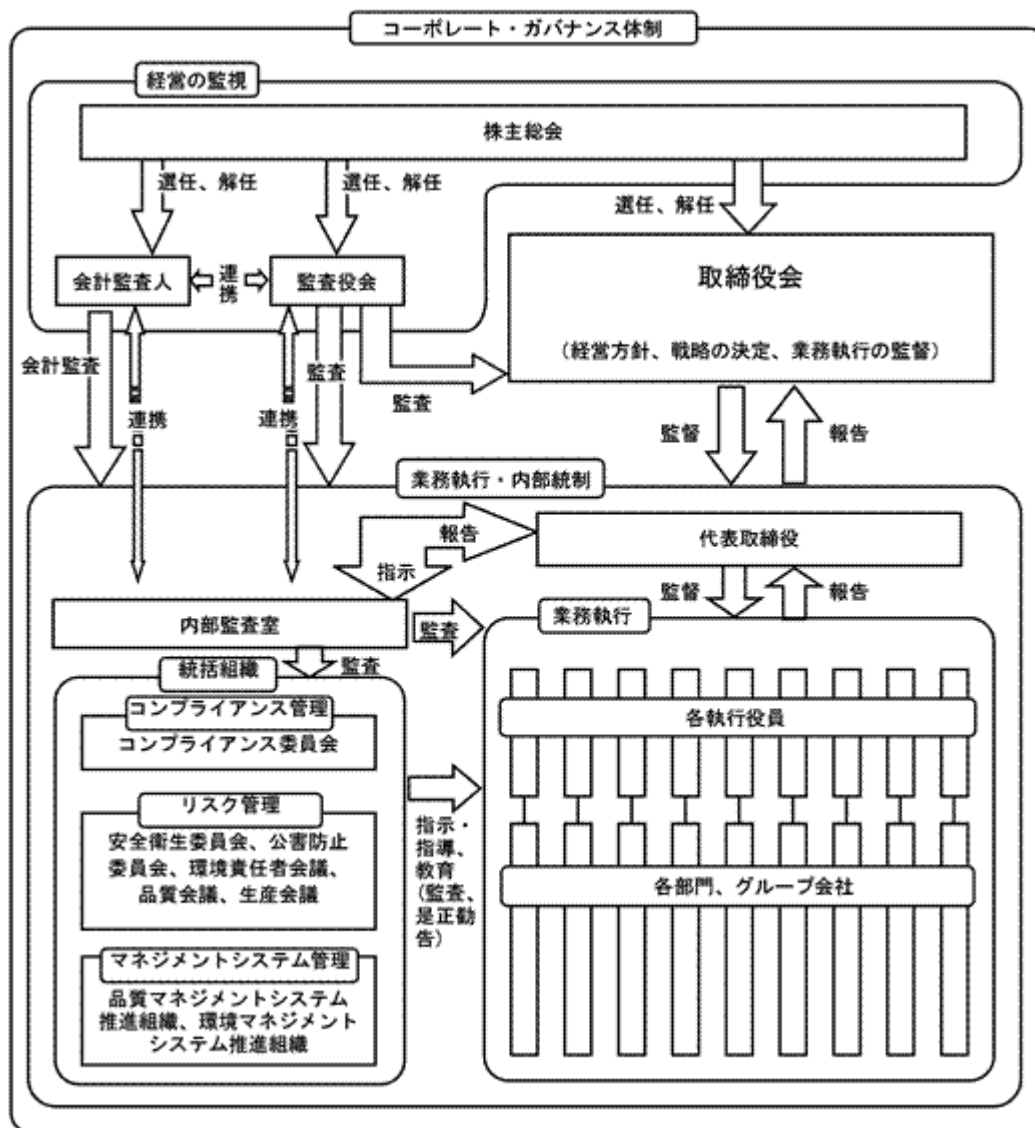 コーポレート・ガバナンス体制
経営の監視
株主総会
選任、解任
選任、解任
選任、解任
会計監査人
連携
監査役会
取締役会
(経営方針、戦略の決定、業務執行の監督)
会計監査
連携
連携
監査
監査
監督
報告
業務執行・内部統制
報告
指示
代表取締役
監督
報告
内部監査室
監査
監査
業務執行
統括組織
コンプライアンス管理
コンプライアンス委員会
リスク管理
安全衛生委員会、公害防止
委員会、環境責任者会議、
品質会議、生産会議
マネジメントシステム管理
品質マネジメントシステム
推進組織、環境マネジメント
システム推進組織
指示・
指導、
教育
(監査、
是正勧
告)
各執行役員
各部門、グループ会社